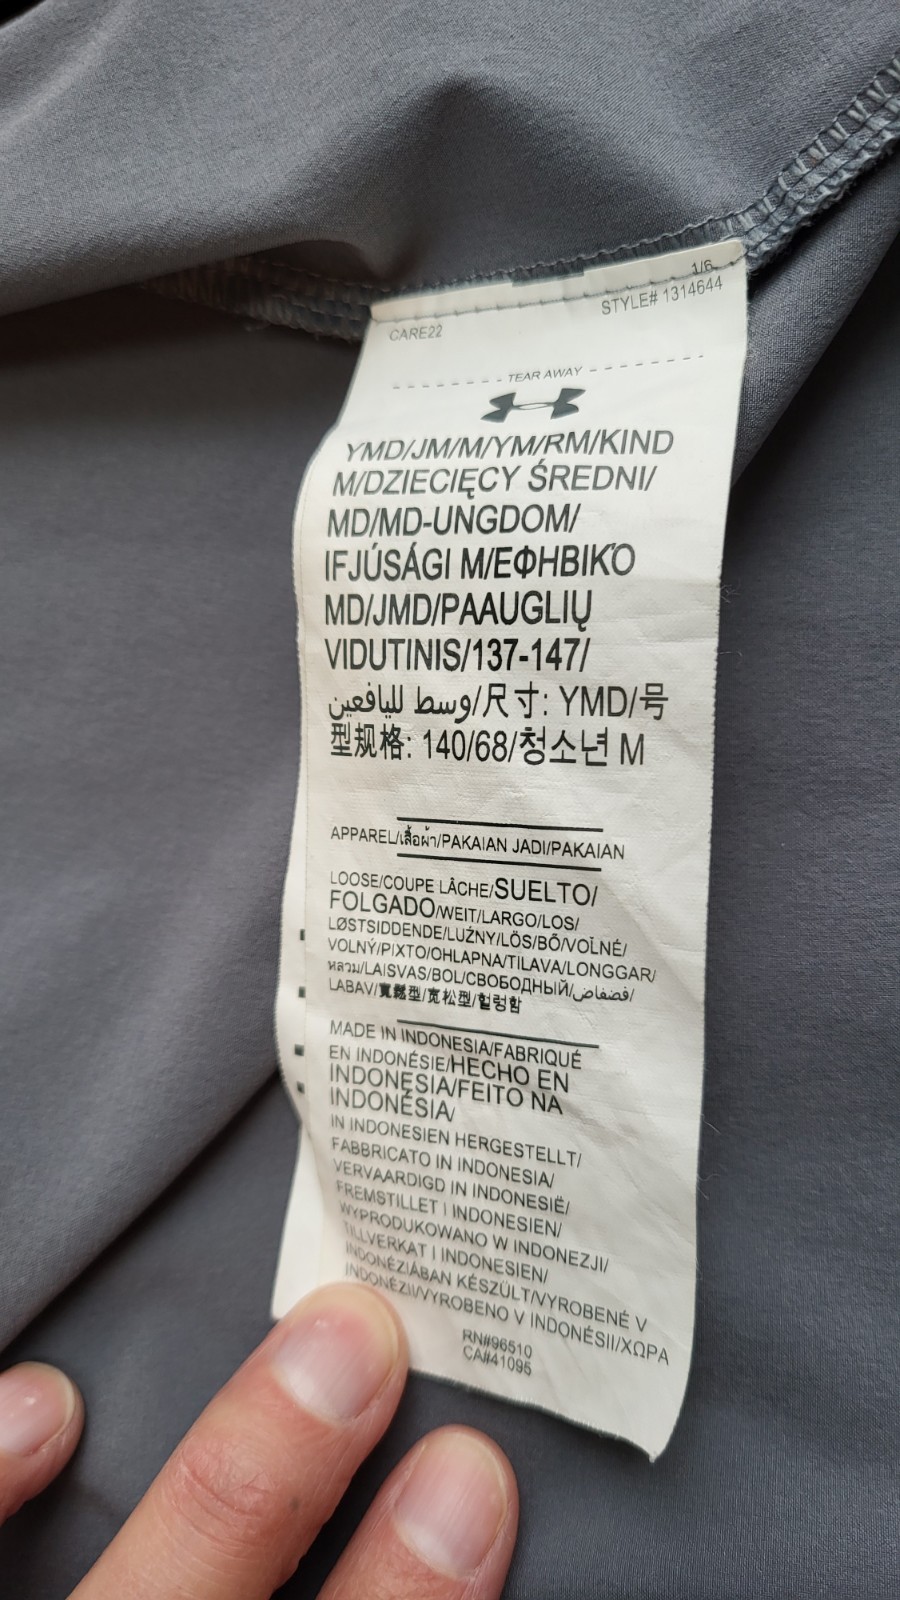 1/6
STYLE# 1314644
CARE22
TEAR AWAY
YMD/JM/M/YM/RM/KIND
M/DZIECIĘCY ŚREDNI/
MD/MD-UNGDOM/
IFJÚSÁGI M/ΕΦΗΒΙΚΌ
MD/JMD/PAAUGLIŲ
VIDUTINIS/137-147/
وسط لليافعين/尺寸: YMD/号
型规格: 140/68/청소년 M
APPAREL/เสื้อผ้า/PAKAIAN JADI/PAKAIAN
LOOSE/COUPE LÂCHE/SUELTO/
FOLGADO/WEIT/LARGO/LOS/
LØSTSIDDENDE/LUŹNY/LÖS/BŐ/VOLNÉ/
VOLNÝ/ΡΙΧΤΟ/OHLAPNA/TILAVA/LONGGAR/
หลวม/LAISVAS/BOL/СВОБОДНЫЙ/فضفاض/
LABAV/寬鬆型/宽松型/헐렁함
MADE IN INDONESIA/FABRIQUÉ
EN INDONÉSIE/HECHO EN
INDONESIA/FEITO NA
INDONÉSIA/
IN INDONESIEN HERGESTELLT/
FABBRICATO IN INDONESIA/
VERVAARDIGD IN INDONESIË/
FREMSTILLET I INDONESIEN/
WYPRODUKOWANO W INDONEZJI/
TILLVERKAT I INDONESIEN/
INDONÉZIÁBAN KÉSZÜLT/VYROBENÉ V
INDONÉZII/VYROBENO V INDONÉSII/ΧΩΡΑ
RN#96510
CA#41095